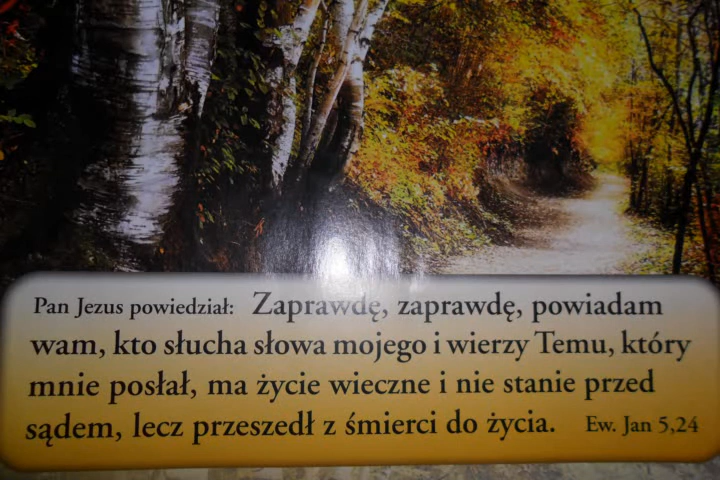 Pan Jezus powiedział: Zaprawdę, zaprawdę, powiadam
wam, kto słucha słowa mojego i wierzy Temu, który
mnie posłał, ma życie wieczne i nie stanie przed
sądem, lecz przeszedł z śmierci do życia. Ew. Jan 5,24